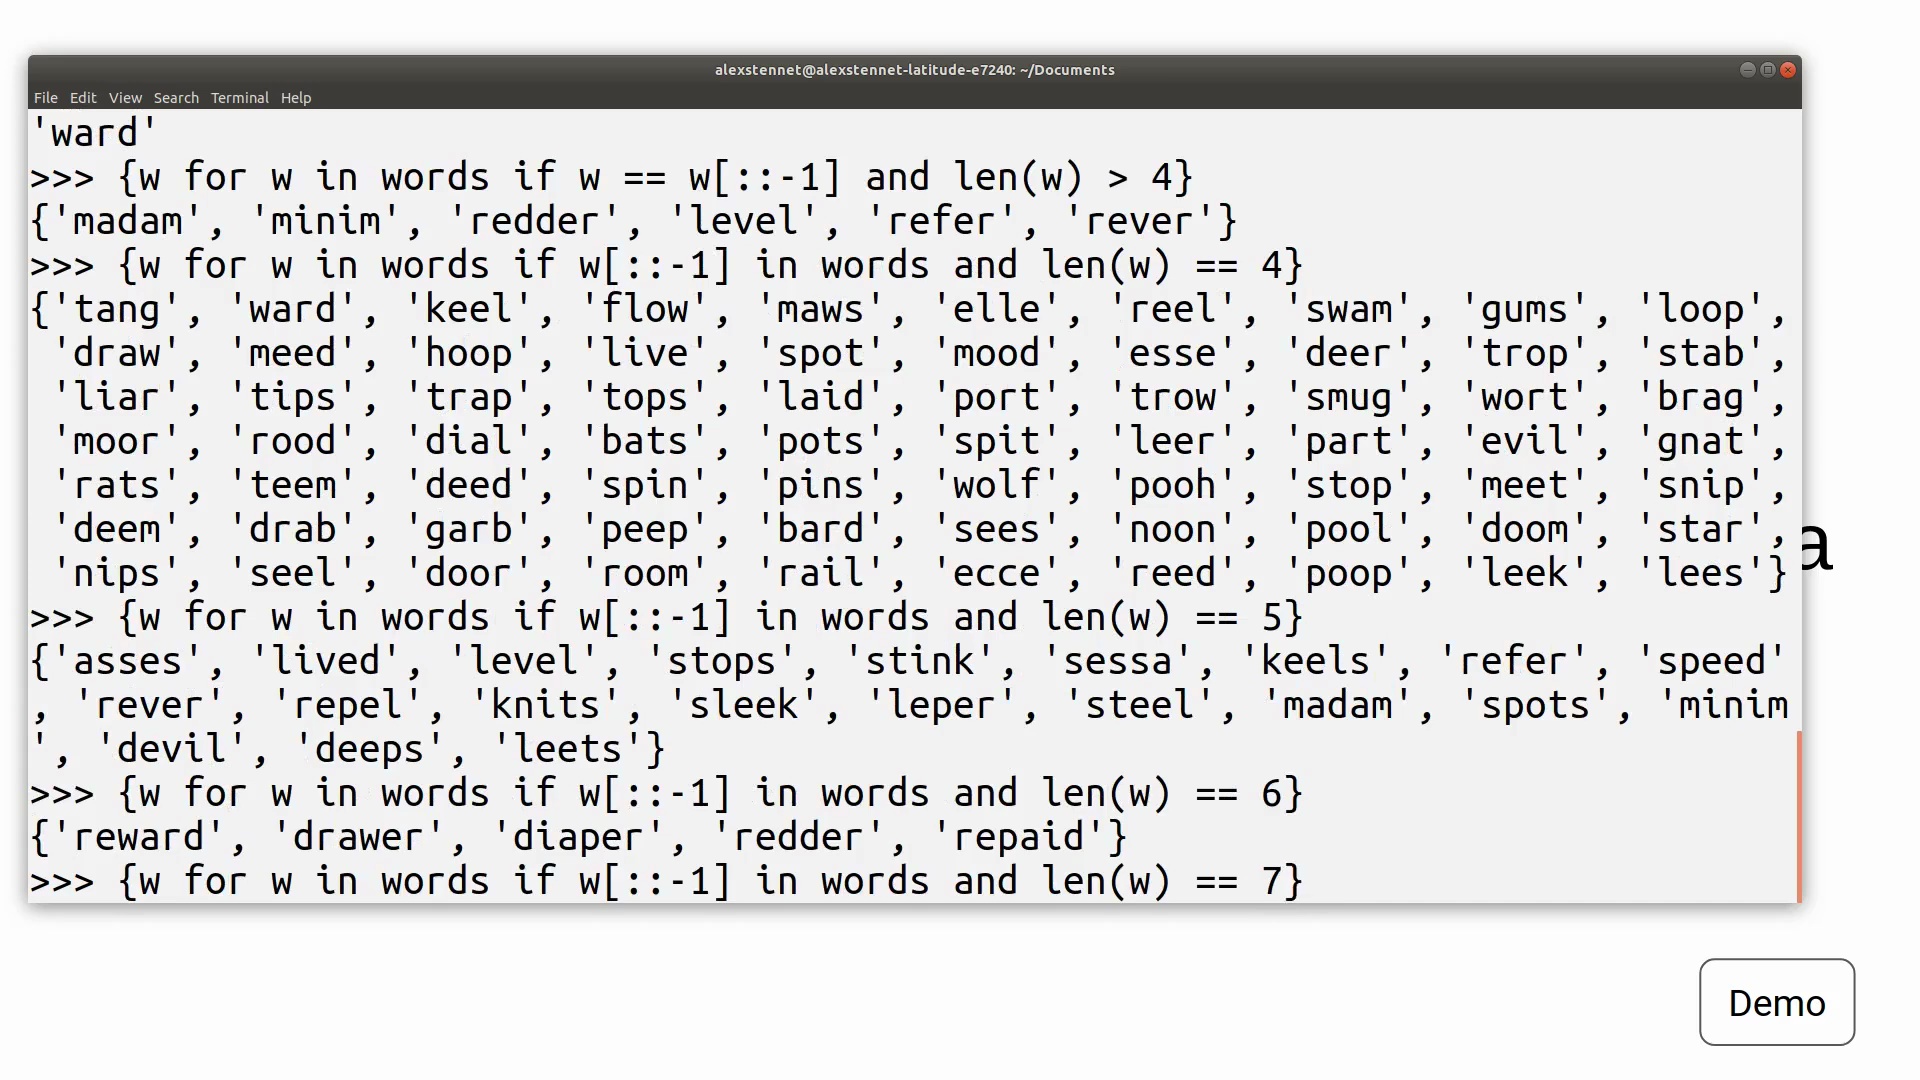 alexstennet@alexstennet-latitude-e7240: ~/Documents
File Edit View Search Terminal Help
'ward'
>>> {w for w in words if w == w[::-1] and len(w) > 4}
{'madam', 'minim', 'redder', 'level', 'refer', 'rever'}
>>> {w for w in words if w[::-1] in words and len(w) == 4}
{'tang', 'ward', 'keel', 'flow', 'maws', 'elle', 'reel', 'swam', 'gums', 'loop',
'draw', 'meed', 'hoop', 'live', 'spot', 'mood', 'esse', 'deer', 'trop', 'stab',
'liar', 'tips', 'trap', 'tops', 'laid', 'port', 'trow', 'smug', 'wort', 'brag',
'moor', 'rood', 'dial', 'bats', 'pots', 'spit', 'leer', 'part', 'evil', 'gnat',
'rats', 'teem', 'deed', 'spin', 'pins', 'wolf', 'pooh', 'stop', 'meet', 'snip',
'deem', 'drab', 'garb', 'peep', 'bard', 'sees', 'noon', 'pool', 'doom', 'star',
a
'nips', 'seel', 'door', 'room', 'rail', 'ecce', 'reed', 'poop', 'leek', 'lees'}
>>> {w for w in words if w[::-1] in words and len(w) == 5}
{'asses', 'lived', 'level', 'stops', 'stink', 'sessa', 'keels', 'refer', 'speed'
, 'rever', 'repel', 'knits', 'sleek', 'leper', 'steel', 'madam', 'spots', 'minim
', 'devil', 'deeps', 'leets'}
>>> {w for w in words if w[::-1] in words and len(w) == 6}
{'reward', 'drawer', 'diaper', 'redder', 'repaid'}
>>> {w for w in words if w[::-1] in words and len(w) == 7}
Demo